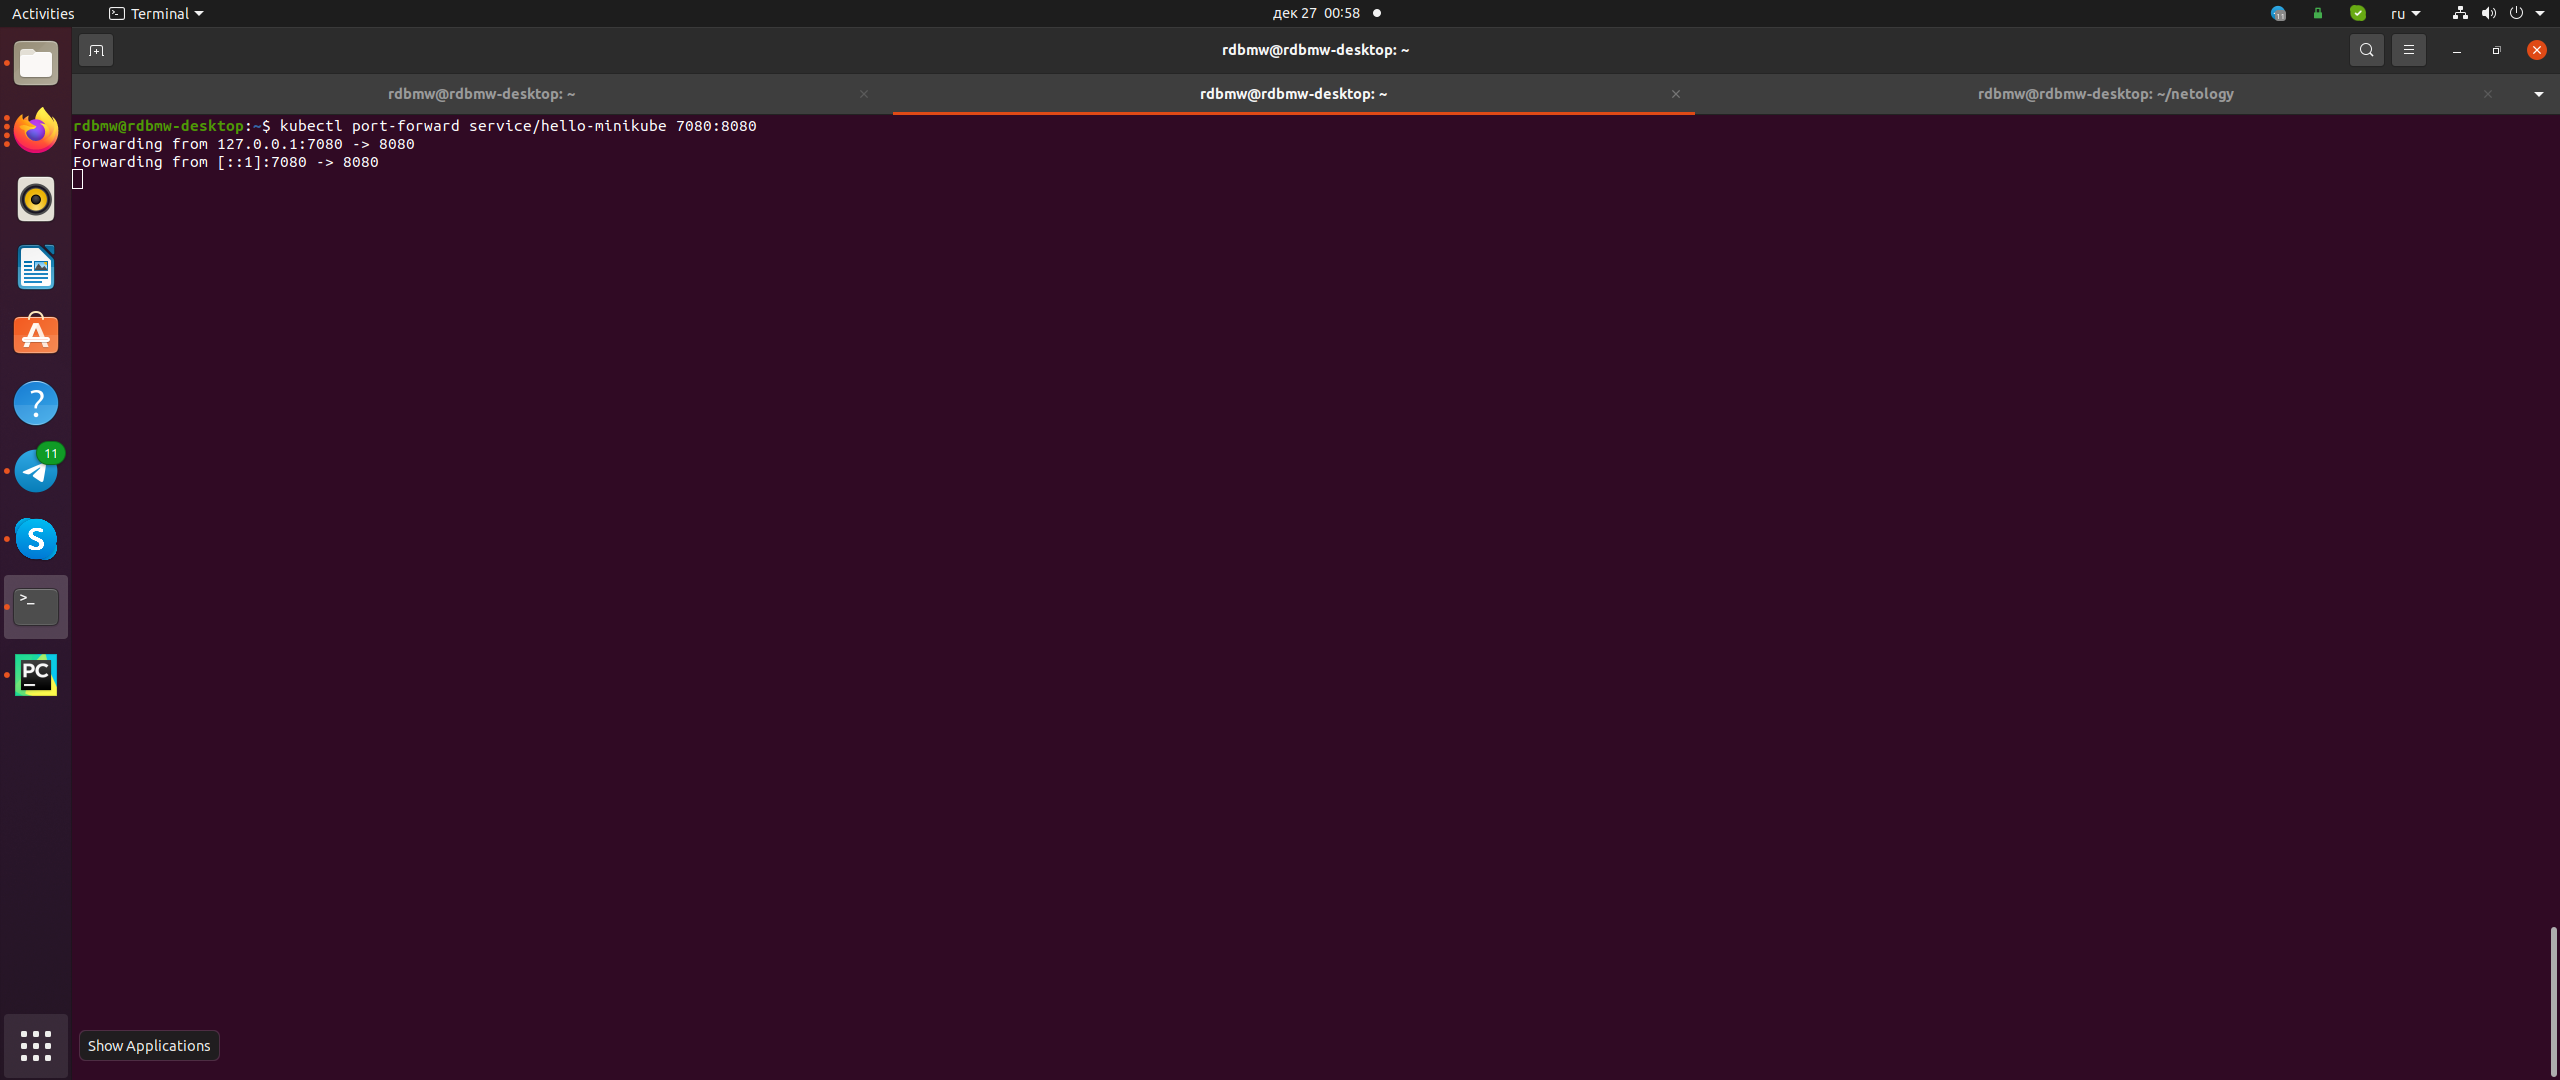 Activities
Terminal
дек 27 00:58
11
ru
rdbmw@rdbmw-desktop: ~
rdbmw@rdbmw-desktop: ~
rdbmw@rdbmw-desktop: ~
rdbmw@rdbmw-desktop: ~/netology
rdbmw@rdbmw-desktop:~$ kubectl port-forward service/hello-minikube 7080:8080
Forwarding from 127.0.0.1:7080 -> 8080
Forwarding from [::1]:7080 -> 8080
?
11
S
>_
PC
Show Applications